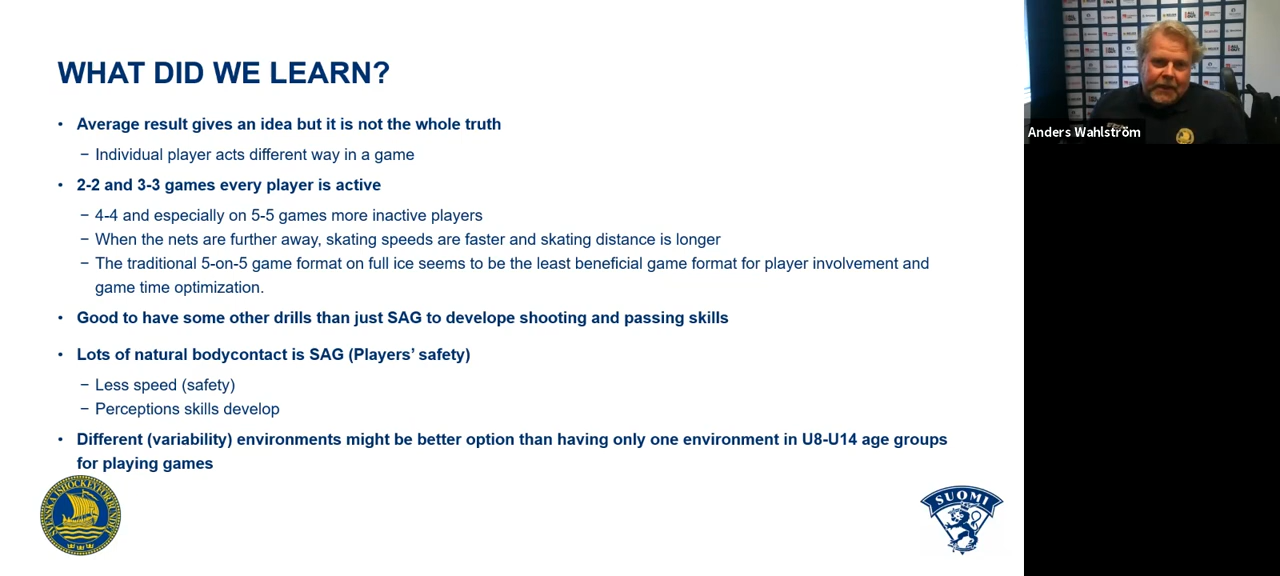 WHAT DID WE LEARN?
• Average result gives an idea but it is not the whole truth
− Individual player acts different way in a game
• 2-2 and 3-3 games every player is active
− 4-4 and especially on 5-5 games more inactive players
− When the nets are further away, skating speeds are faster and skating distance is longer
− The traditional 5-on-5 game format on full ice seems to be the least beneficial game format for player involvement and
game time optimization.
• Good to have some other drills than just SAG to develope shooting and passing skills
• Lots of natural bodycontact is SAG (Players’ safety)
− Less speed (safety)
− Perceptions skills develop
• Different (variability) environments might be better option than having only one environment in U8-U14 age groups
for playing games
SVENSKA ISHOCKEYFÖRBUNDET
SUOMI
Anders Wahlström